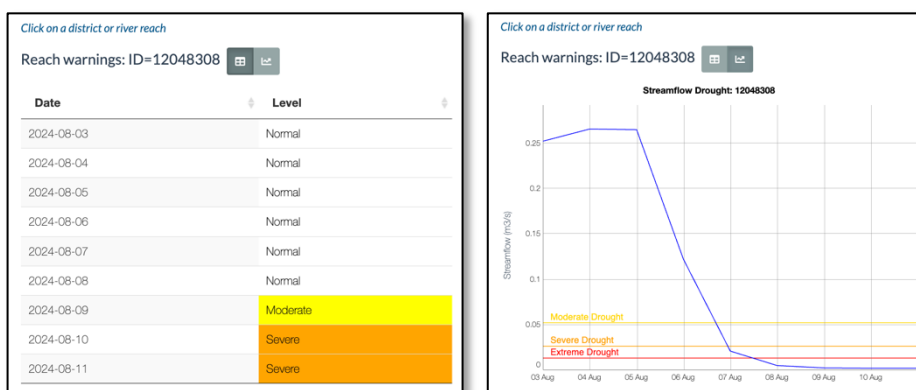 Click on a district or river reach
Reach warnings: ID=12048308
Date Level
2024-08-03 Normal
2024-08-04 Normal
2024-08-05 Normal
2024-08-06 Normal
2024-08-07 Normal
2024-08-08 Normal
2024-08-09 Moderate
2024-08-10 Severe
2024-08-11 Severe
Click on a district or river reach
Reach warnings: ID=12048308
Streamflow Drought: 12048308
Streamflow (m3/s)
0.25
0.2
0.15
0.1
Moderate Drought
0.05
Severe Drought
Extreme Drought
0
03 Aug 04 Aug 05 Aug 06 Aug 07 Aug 08 Aug 09 Aug 10 Aug